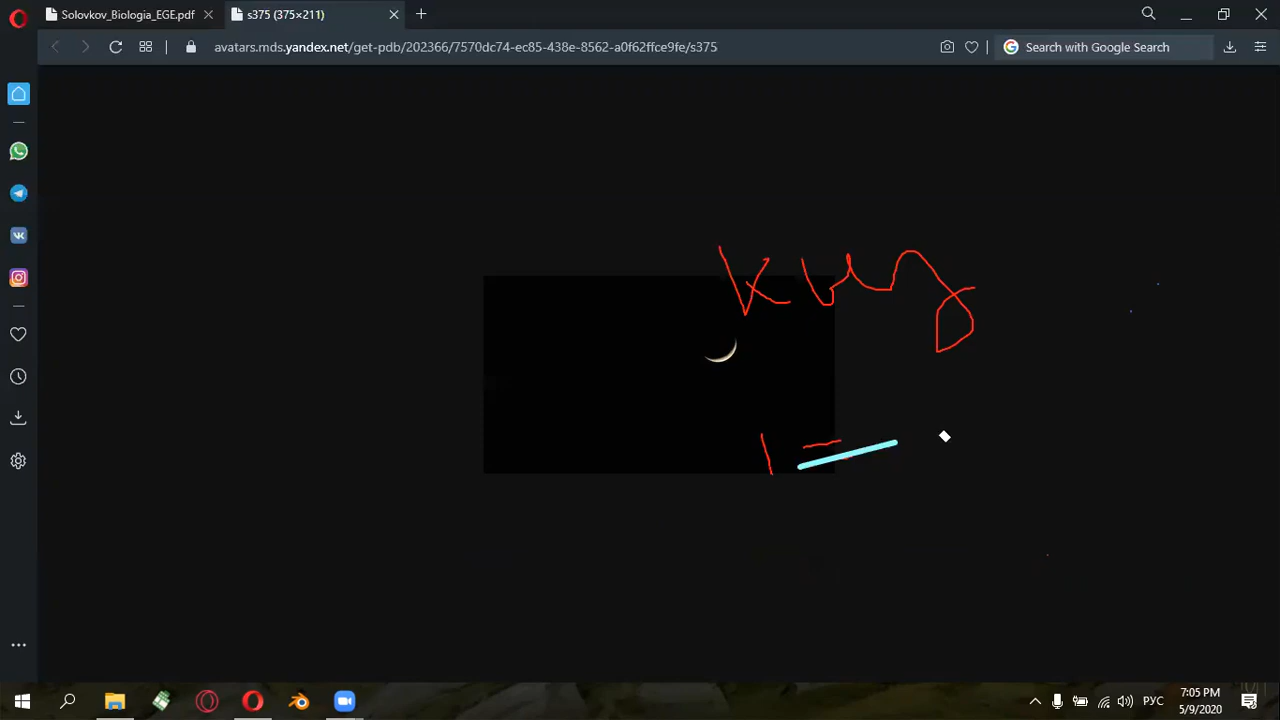 Solovkov_Biologia_EGE.pdf
s375 (375×211)
avatars.mds.yandex.net/get-pdb/202366/7570dc74-ec85-438e-8562-a0f62ffce9fe/s375
Search with Google Search
1 =
РУС
7:05 PM
5/9/2020